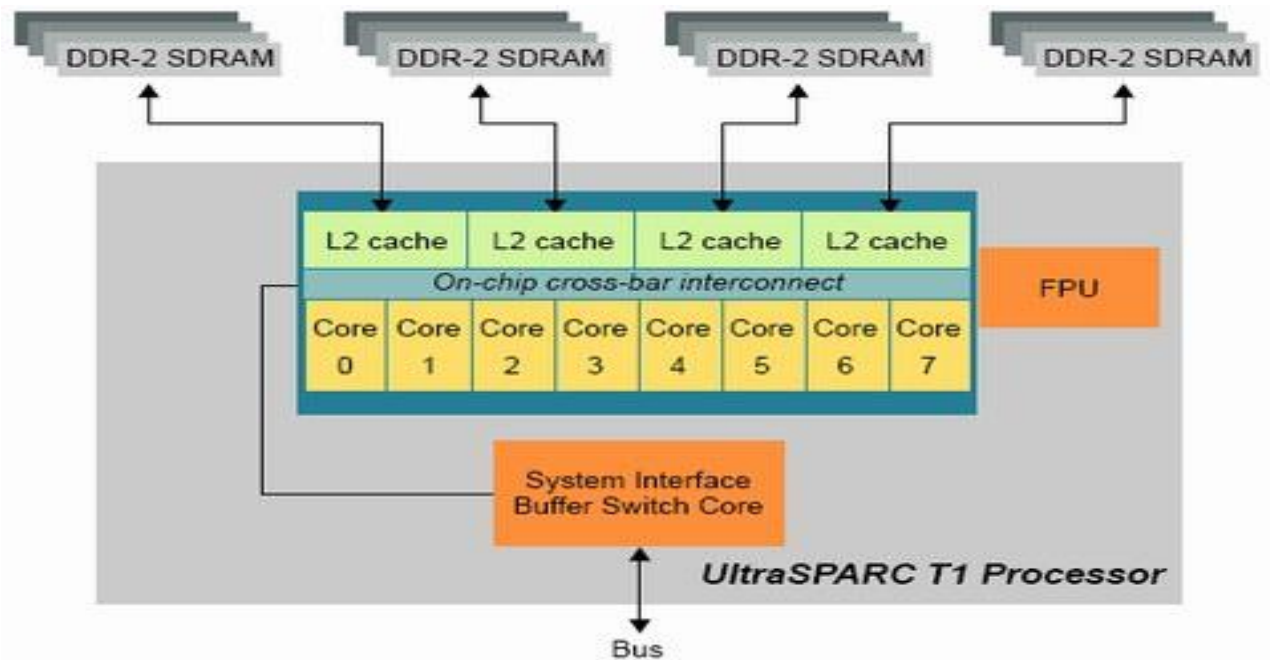 DDR-2 SDRAM DDR-2 SDRAM DDR-2 SDRAM DDR-2 SDRAM
L2 cache L2 cache L2 cache L2 cache
On-chip cross-bar interconnect
FPU
Core Core Core Core Core Core Core Core
0 1 2 3 4 5 6 7
System Interface
Buffer Switch Core
UltraSPARC T1 Processor
Bus